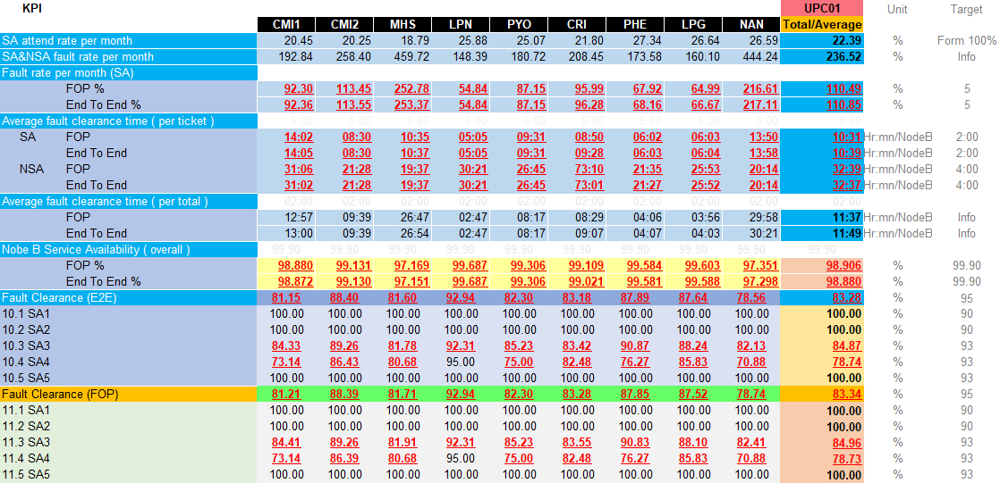 KPI UPC01 Unit Target
CMI1 CMI2 MHS LPN PYO CRI PHE LPG NAN Total/Average
SA attend rate per month 20.45 20.25 18.79 25.88 25.07 21.80 27.34 26.64 26.59 22.39 % Form 100%
SA&NSA fault rate per month 192.84 258.40 459.72 148.39 180.72 208.45 173.58 160.10 444.24 236.52 % Info
Fault rate per month (SA)
FOP % 92.30 113.45 252.78 54.84 87.15 95.99 67.92 64.99 216.61 110.49 % 5
End To End % 92.36 113.55 253.37 54.84 87.15 96.28 68.16 66.67 217.11 110.85 % 5
Average fault clearance time ( per ticket ) 5.00 5.00 5.00 5.00 5.00 5.00 5.00 5.00 5.00 5.00
SA FOP 14:02 08:30 10:35 05:05 09:31 08:50 06:02 06:03 13:50 10:31 Hr:mn/NodeB 2:00
End To End 14:05 08:30 10:37 05:05 09:31 09:28 06:03 06:04 13:58 10:39 Hr:mn/NodeB 2:00
NSA FOP 31:06 21:28 19:37 30:21 26:45 73:10 21:35 25:53 20:14 32:39 Hr:mn/NodeB 4:00
End To End 31:02 21:28 19:37 30:21 26:45 73:01 21:27 25:52 20:14 32:37 Hr:mn/NodeB 4:00
Average fault clearance time ( per total ) 02:00 02:00 02:00 02:00 02:00 02:00 02:00 02:00 02:00 02:00
FOP 12:57 09:39 26:47 02:47 08:17 08:29 04:06 03:56 29:58 11:37 Hr:mn/NodeB Info
End To End 13:00 09:39 26:54 02:47 08:17 09:07 04:07 04:03 30:21 11:49 Hr:mn/NodeB Info
Nobe B Service Availability ( overall ) 99.90 99.90 99.90 99.90 99.90 99.90 99.90 99.90 99.90 99.90
FOP % 98.880 99.131 97.169 99.687 99.306 99.109 99.584 99.603 97.351 98.906 % 99.90
End To End % 98.872 99.130 97.151 99.687 99.306 99.021 99.581 99.588 97.298 98.880 % 99.90
Fault Clearance (E2E) 81.15 88.40 81.60 92.94 82.30 83.18 87.89 87.64 78.56 83.28 % 95
10.1 SA1 100.00 100.00 100.00 100.00 100.00 100.00 100.00 100.00 100.00 100.00 % 90
10.2 SA2 100.00 100.00 100.00 100.00 100.00 100.00 100.00 100.00 100.00 100.00 % 90
10.3 SA3 84.33 89.26 81.78 92.31 85.23 83.42 90.87 88.24 82.13 84.87 % 93
10.4 SA4 73.14 86.43 80.68 95.00 75.00 82.48 76.27 85.83 70.88 78.74 % 93
10.5 SA5 100.00 100.00 100.00 100.00 100.00 100.00 100.00 100.00 100.00 100.00 % 93
Fault Clearance (FOP) 81.21 88.39 81.71 92.94 82.30 83.28 87.85 87.52 78.74 83.34 % 95
11.1 SA1 100.00 100.00 100.00 100.00 100.00 100.00 100.00 100.00 100.00 100.00 % 90
11.2 SA2 100.00 100.00 100.00 100.00 100.00 100.00 100.00 100.00 100.00 100.00 % 90
11.3 SA3 84.41 89.26 81.91 92.31 85.23 83.55 90.83 88.10 82.41 84.96 % 93
11.4 SA4 73.14 86.39 80.68 95.00 75.00 82.48 76.27 85.83 70.88 78.73 % 93
11.5 SA5 100.00 100.00 100.00 100.00 100.00 100.00 100.00 100.00 100.00 100.00 % 93